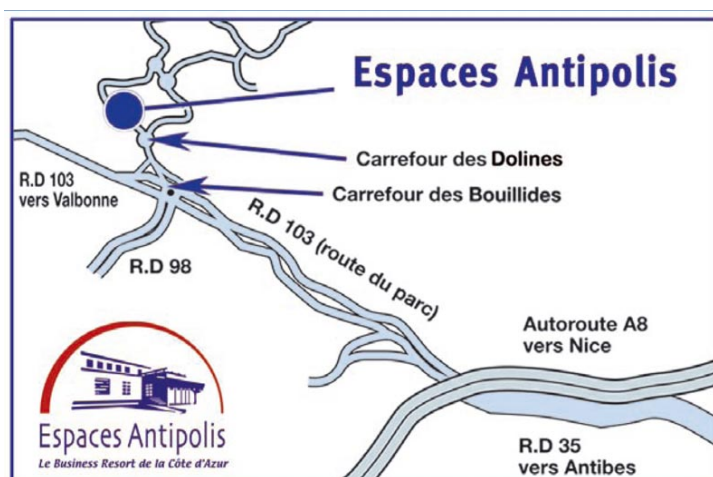 Espaces Antipolis
Carrefour des Dolines
R.D 103
vers Valbonne
Carrefour des Bouillides
R.D 103 (route du parc)
R.D 98
Autoroute A8
vers Nice
Espaces Antipolis
Le Business Resort de la Côte d'Azur
R.D 35
vers Antibes